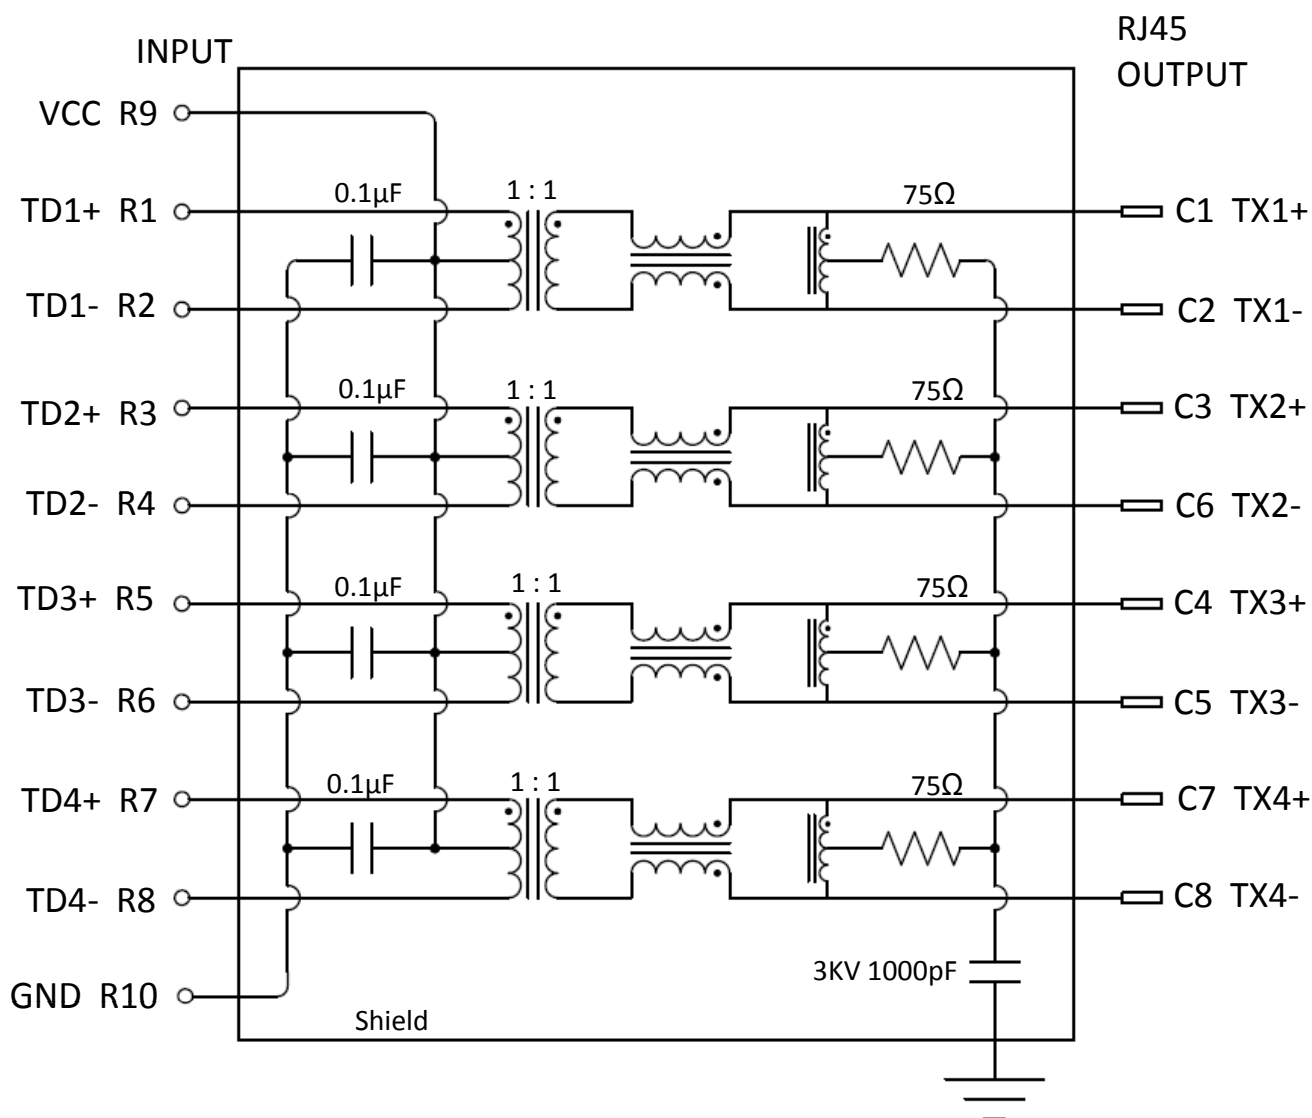 INPUT
RJ45
OUTPUT
VCC R9
TD1+ R1
0.1µF
1 : 1
75Ω
C1 TX1+
TD1- R2
C2 TX1-
TD2+ R3
0.1µF
1 : 1
75Ω
C3 TX2+
TD2- R4
C6 TX2-
TD3+ R5
0.1µF
1 : 1
75Ω
C4 TX3+
TD3- R6
C5 TX3-
TD4+ R7
0.1µF
1 : 1
75Ω
C7 TX4+
TD4- R8
C8 TX4-
3KV 1000pF
GND R10
Shield